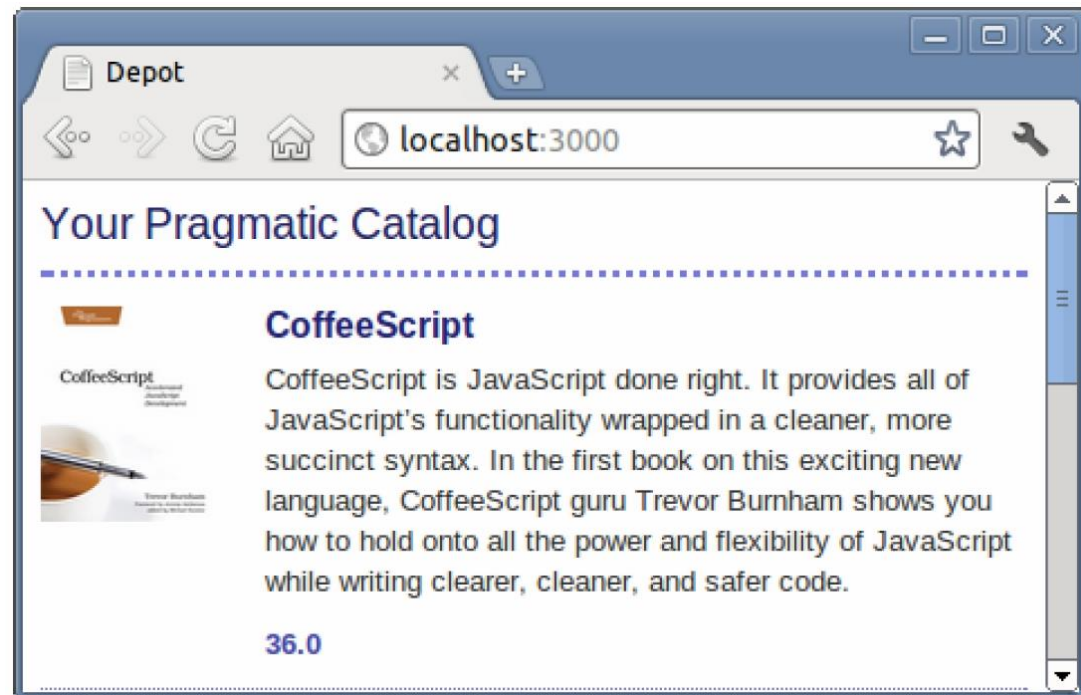 Depot
localhost:3000
Your Pragmatic Catalog
CoffeeScript
CoffeeScript
Accelerated
JavaScript
Development
Trevor Burnham
CoffeeScript is JavaScript done right. It provides all of
JavaScript's functionality wrapped in a cleaner, more
succinct syntax. In the first book on this exciting new
language, CoffeeScript guru Trevor Burnham shows you
how to hold onto all the power and flexibility of JavaScript
while writing clearer, cleaner, and safer code.
36.0